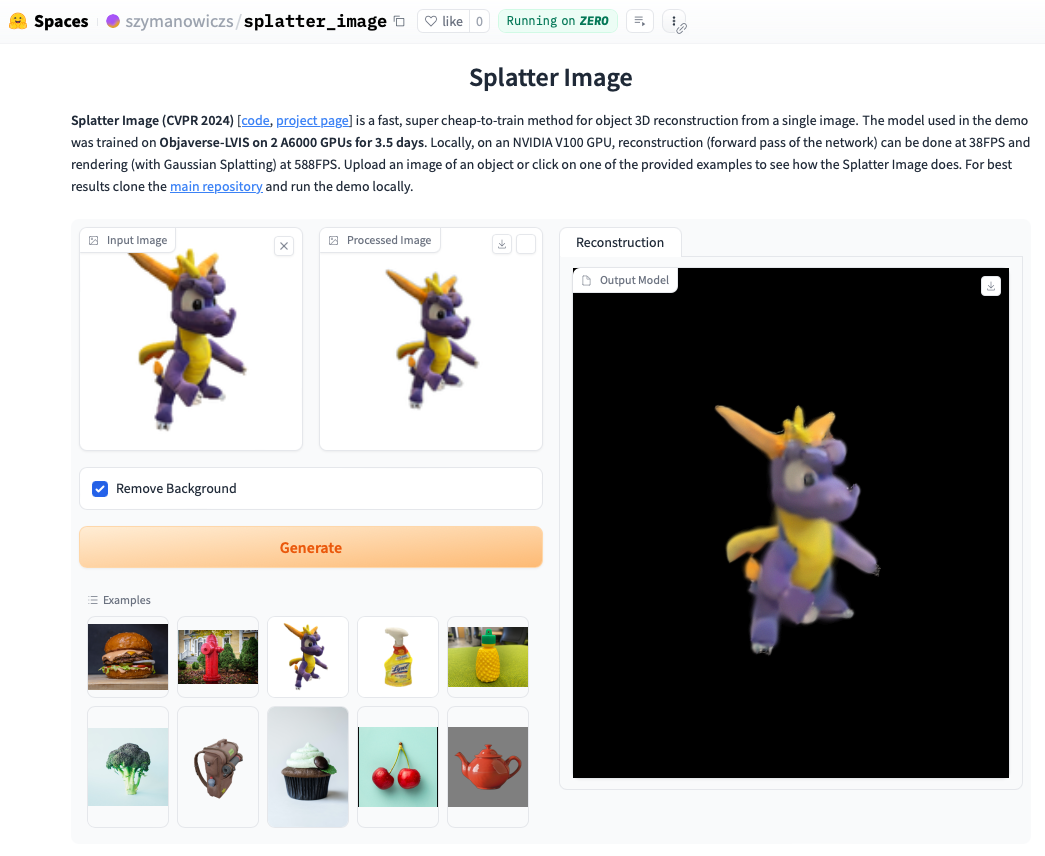 Spaces szymanowiczs/splatter_image like 0 Running on ZERO
Splatter Image
Splatter Image (CVPR 2024) [code, project page] is a fast, super cheap-to-train method for object 3D reconstruction from a single image. The model used in the demo
was trained on Objaverse-LVIS on 2 A6000 GPUs for 3.5 days. Locally, on an NVIDIA V100 GPU, reconstruction (forward pass of the network) can be done at 38FPS and
rendering (with Gaussian Splatting) at 588FPS. Upload an image of an object or click on one of the provided examples to see how the Splatter Image does. For best
results clone the main repository and run the demo locally.
Input Image
Processed Image
Reconstruction
Output Model
Remove Background
Generate
Examples